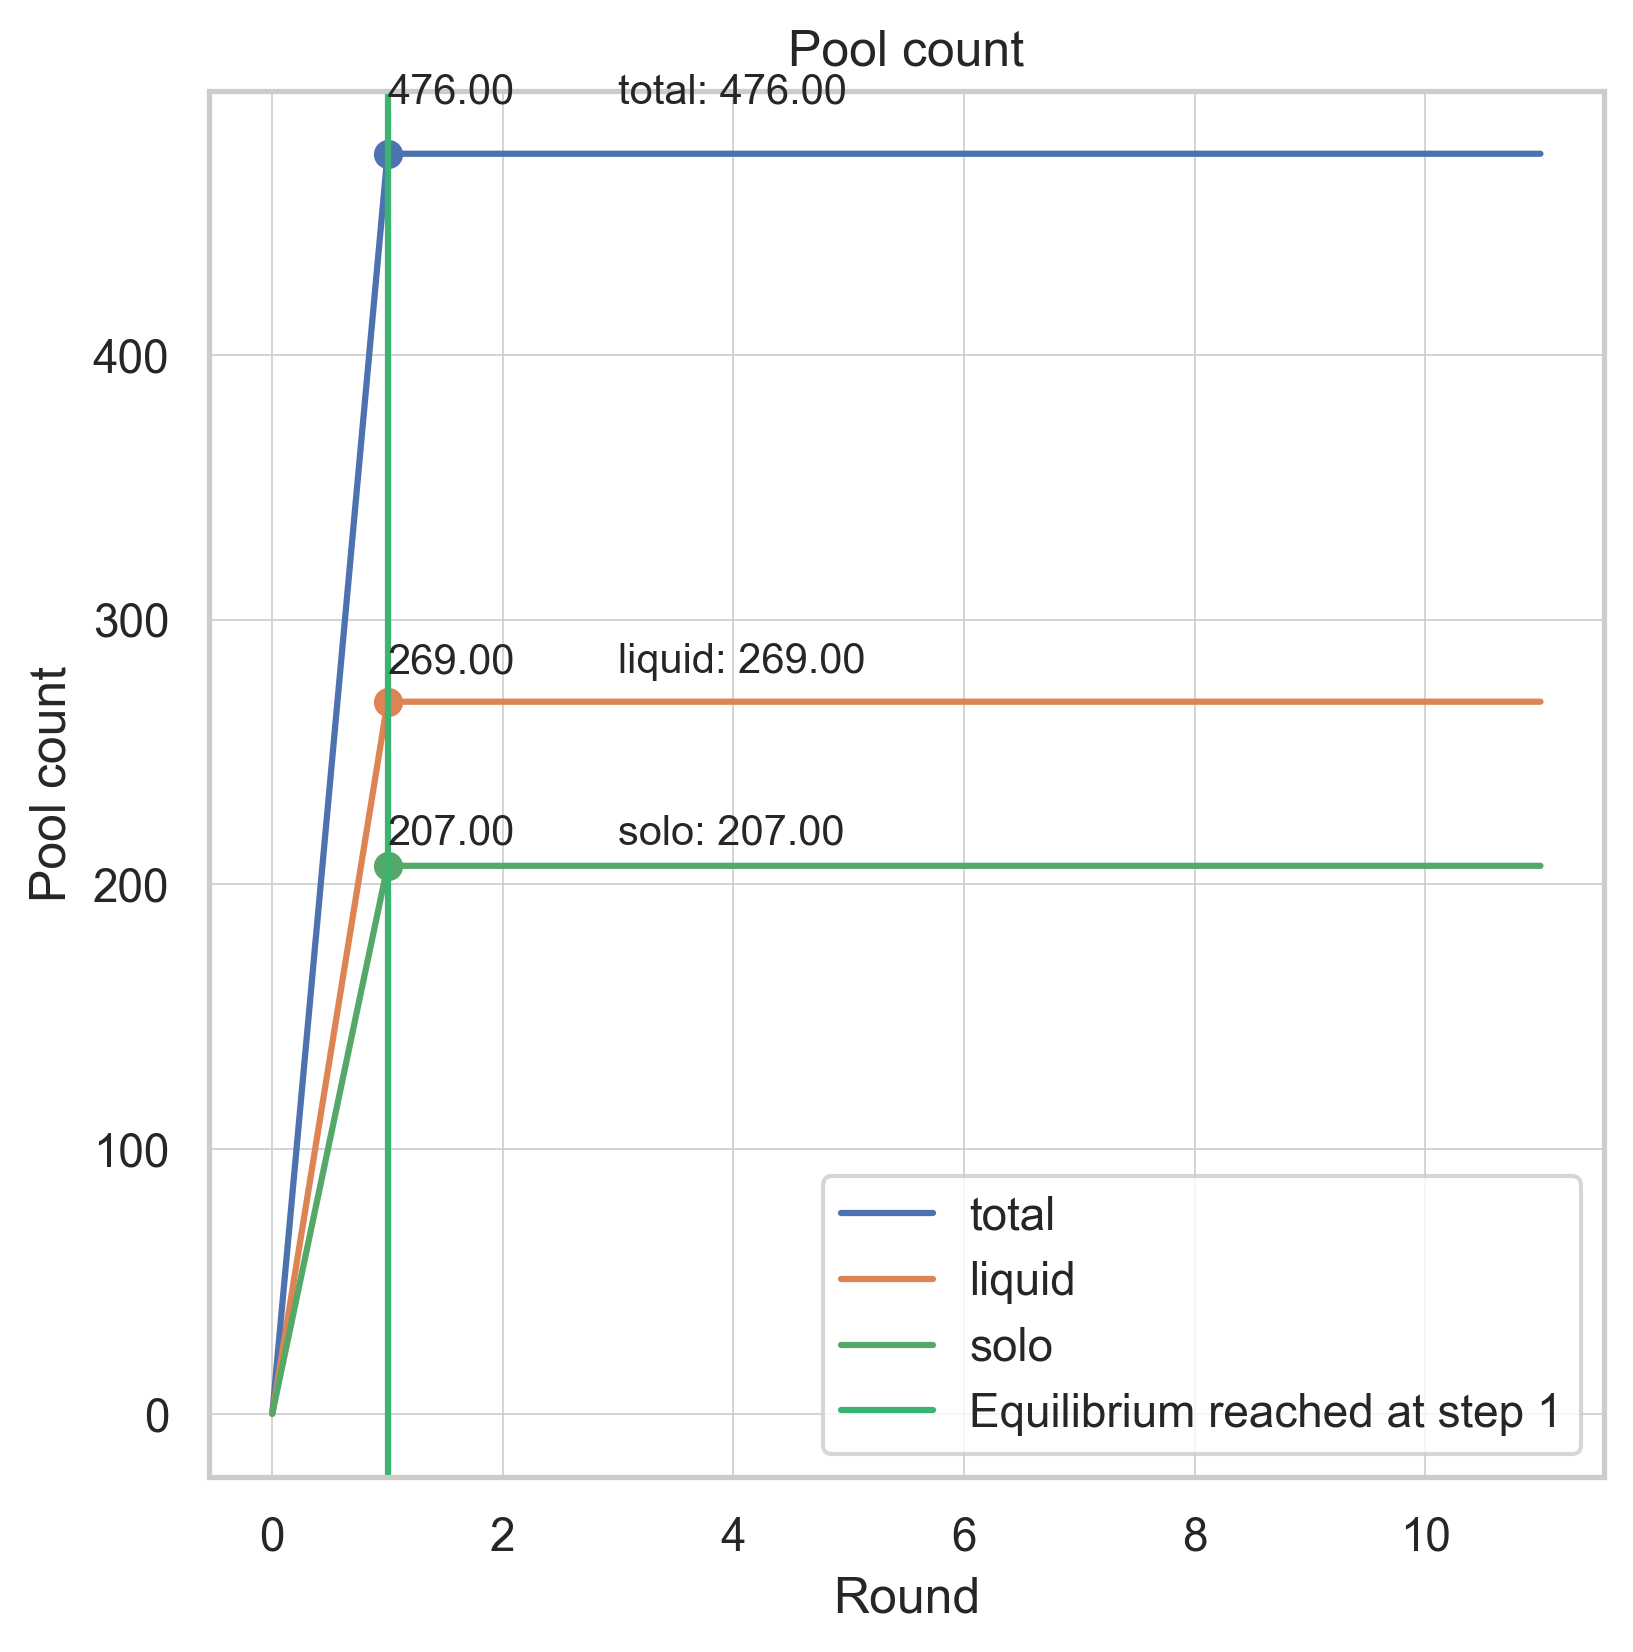 Pool count
476.00 total: 476.00
400
300
269.00 liquid: 269.00
207.00 solo: 207.00
200
100
0
Pool count
total
liquid
solo
Equilibrium reached at step 1
0 2 4 6 8 10
Round